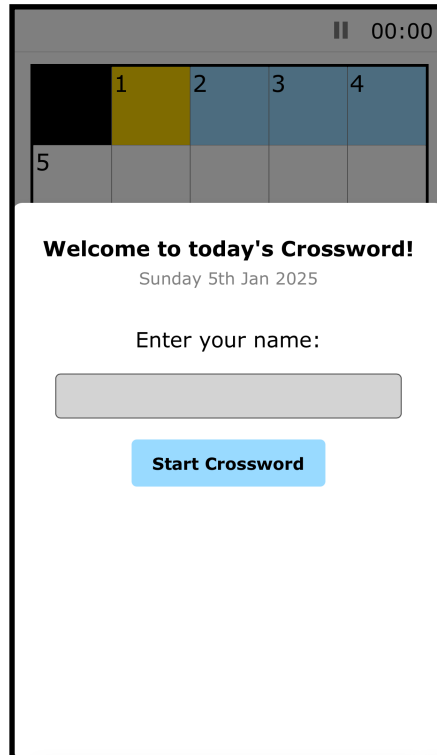 00:00
1 2 3 4
5
Welcome to today's Crossword!
Sunday 5th Jan 2025
Enter your name:
Start Crossword